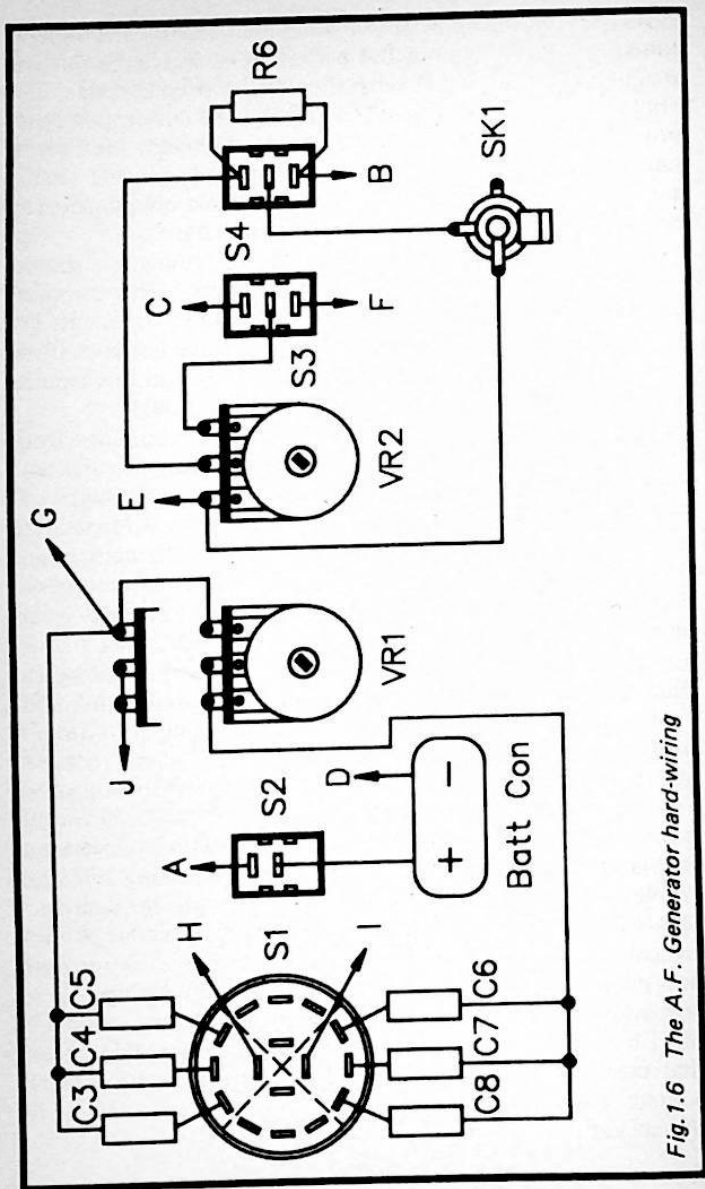 C3
C4
C5
H
S1
I
C8
C7
C6
A
S2
D
+
−
Batt Con
J
G
VR1
E
VR2
C
S3
F
S4
R6
B
SK1
Fig.1.6 The A.F. Generator hard-wiring